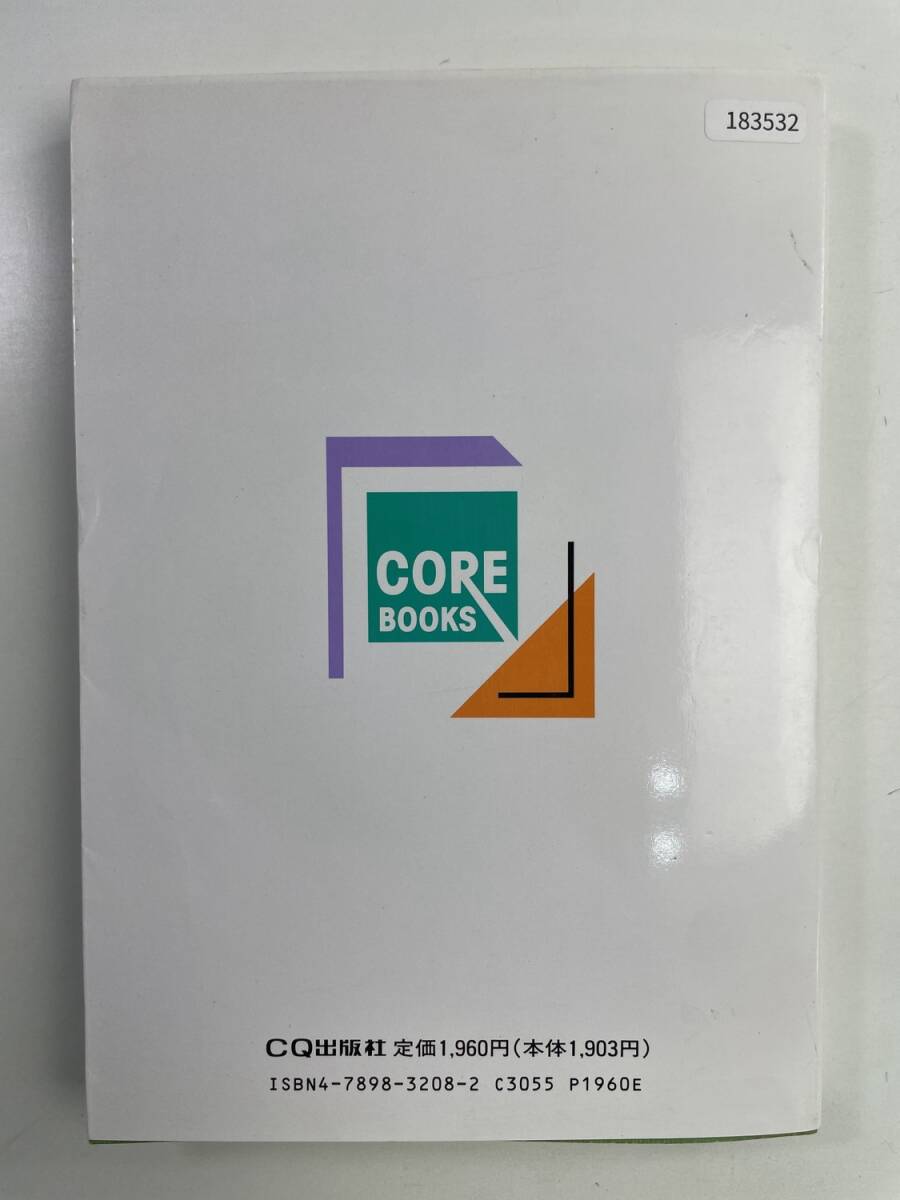 183532
CORE
BOOKS
CQ出版社 定価1,960円(本体1,903円)
ISBN4-7898-3208-2 C3055 P1960E